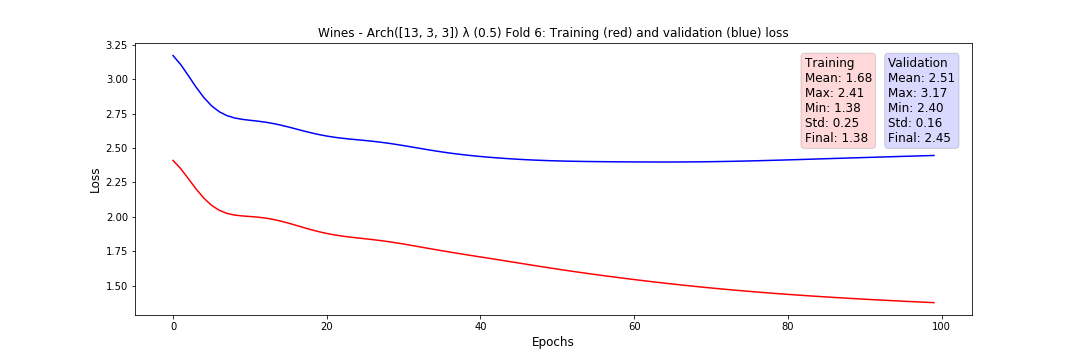 Wines - Arch([13, 3, 3]) λ (0.5) Fold 6: Training (red) and validation (blue) loss
Training
Mean: 1.68
Max: 2.41
Min: 1.38
Std: 0.25
Final: 1.38
Validation
Mean: 2.51
Max: 3.17
Min: 2.40
Std: 0.16
Final: 2.45
Loss
3.25
3.00
2.75
2.50
2.25
2.00
1.75
1.50
0
20
40
60
80
100
Epochs